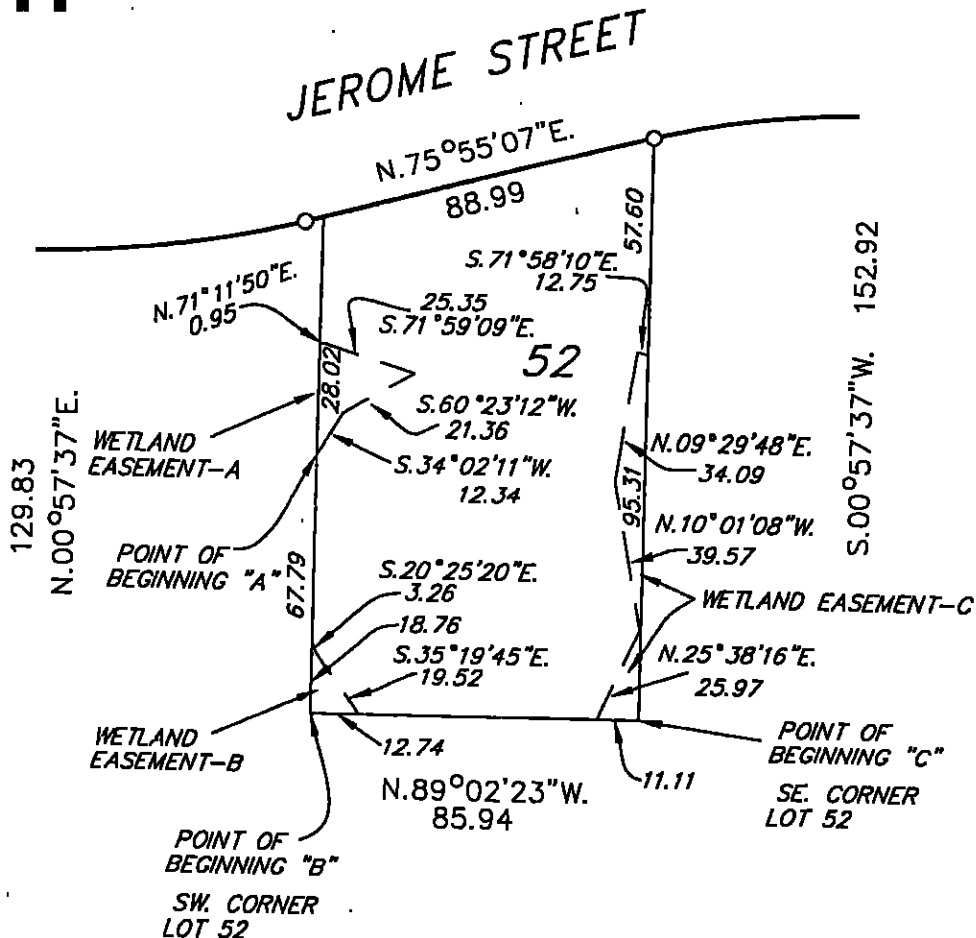 JEROME STREET
N.75°55'07"E.
88.99
57.60
S.71°58'10"E.
12.75
N.71°11'50"E.
0.95
25.35
S.71°59'09"E.
52
28.02
S.60°23'12"W.
21.36
S.34°02'11"W.
12.34
WETLAND
EASEMENT-A
129.83
N.00°57'37"E.
S.00°57'37"W. 152.92
N.09°29'48"E.
34.09
95.31
N.10°01'08"W.
39.57
POINT OF
BEGINNING "A"
67.79
S.20°25'20"E.
3.26
18.76
S.35°19'45"E.
19.52
WETLAND EASEMENT-C
N.25°38'16"E.
25.97
WETLAND
EASEMENT-B
12.74
11.11
N.89°02'23"W.
85.94
POINT OF
BEGINNING "C"
SE. CORNER
LOT 52
POINT OF
BEGINNING "B"
SW. CORNER
LOT 52